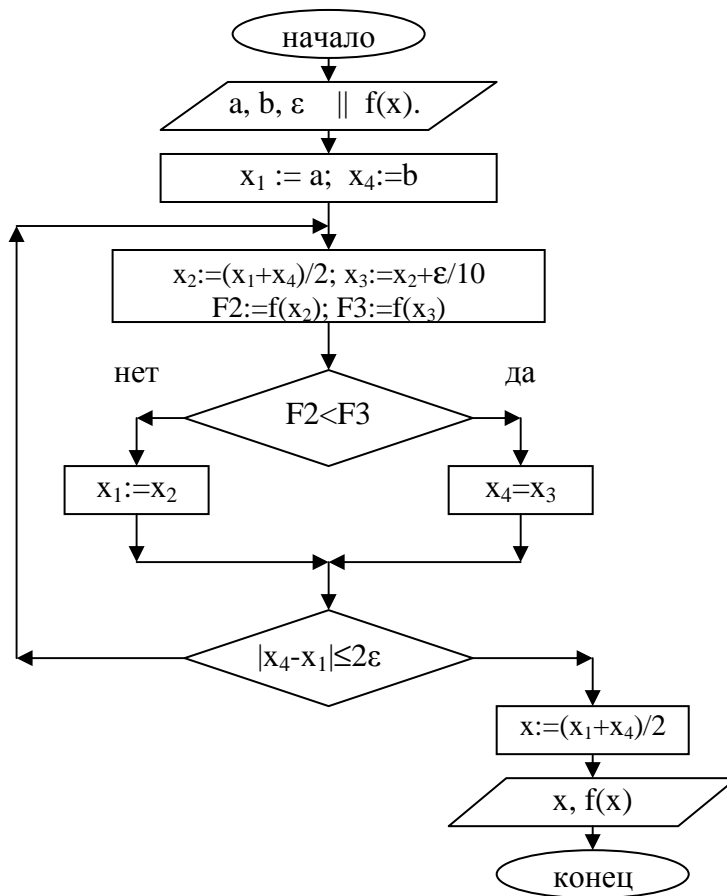 начало
a, b, ε || f(x).
x₁ := a; x₄:=b
x₂:=(x₁+x₄)/2; x₃:=x₂+ε/10
F2:=f(x₂); F3:=f(x₃)
нет
да
F2<F3
x₁:=x₂
x₄=x₃
|x₄-x₁|≤2ε
x:=(x₁+x₄)/2
x, f(x)
конец